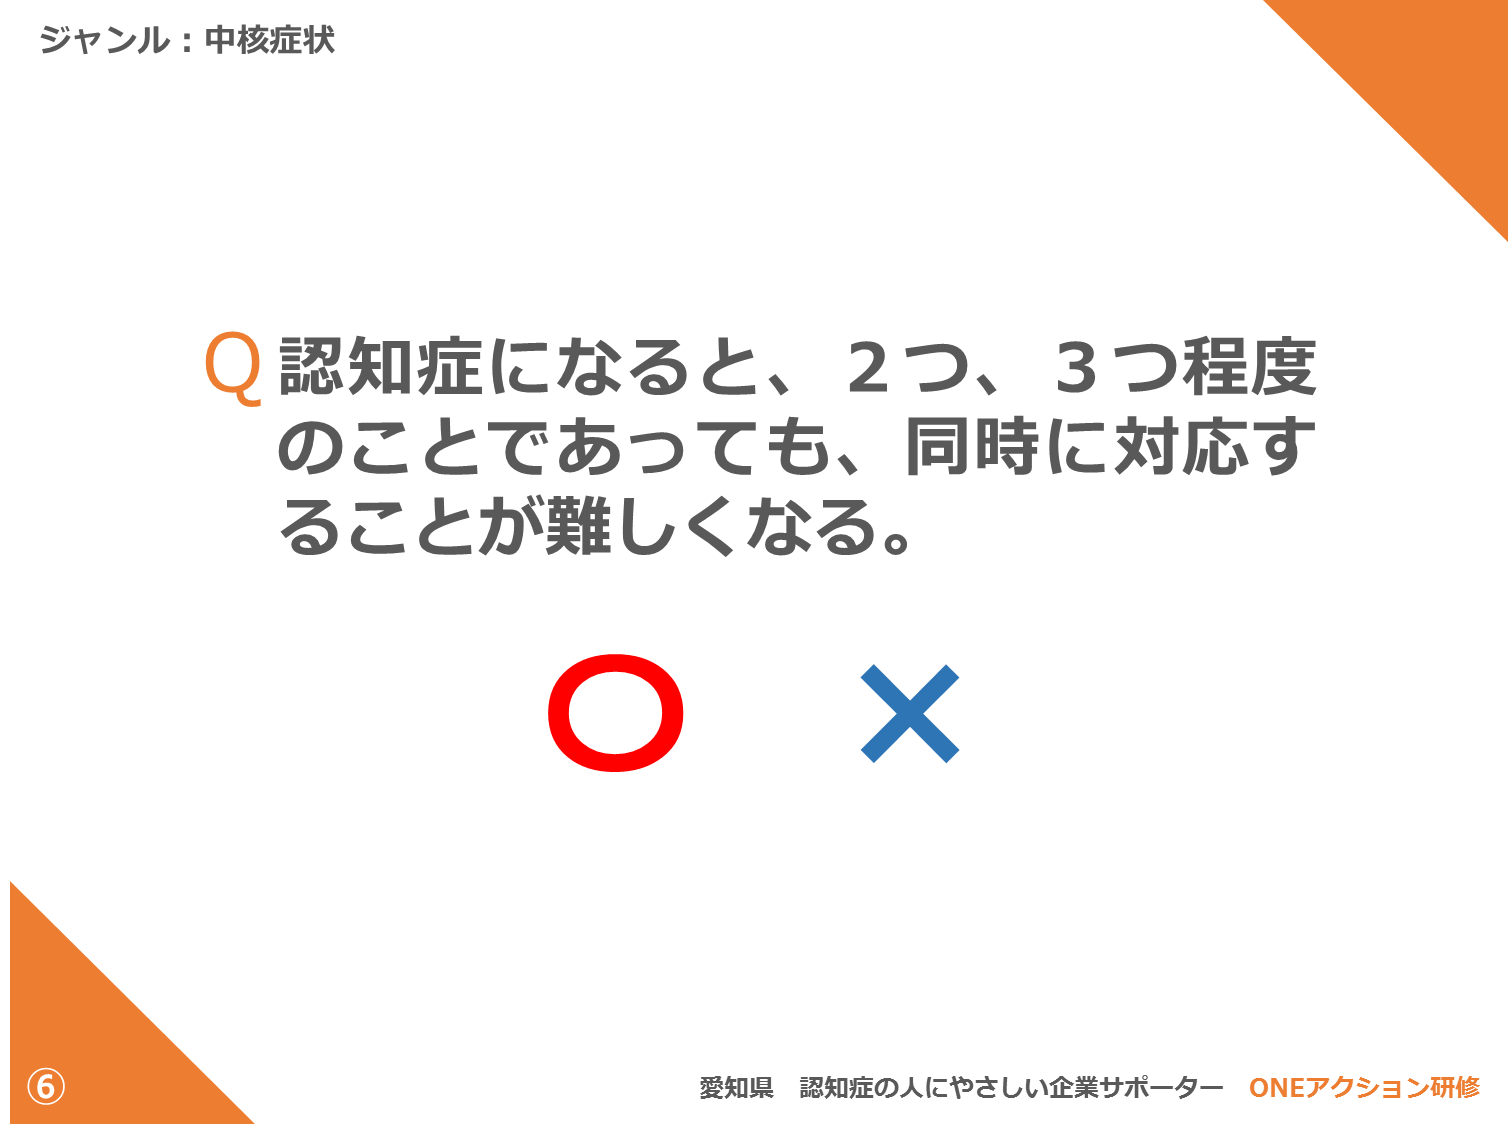 ジャンル：中核症状
Q 認知症になると、２つ、３つ程度
のことであっても、同時に対応す
ることが難しくなる。
〇　×
⑥
愛知県　認知症の人にやさしい企業サポーター　ONEアクション研修